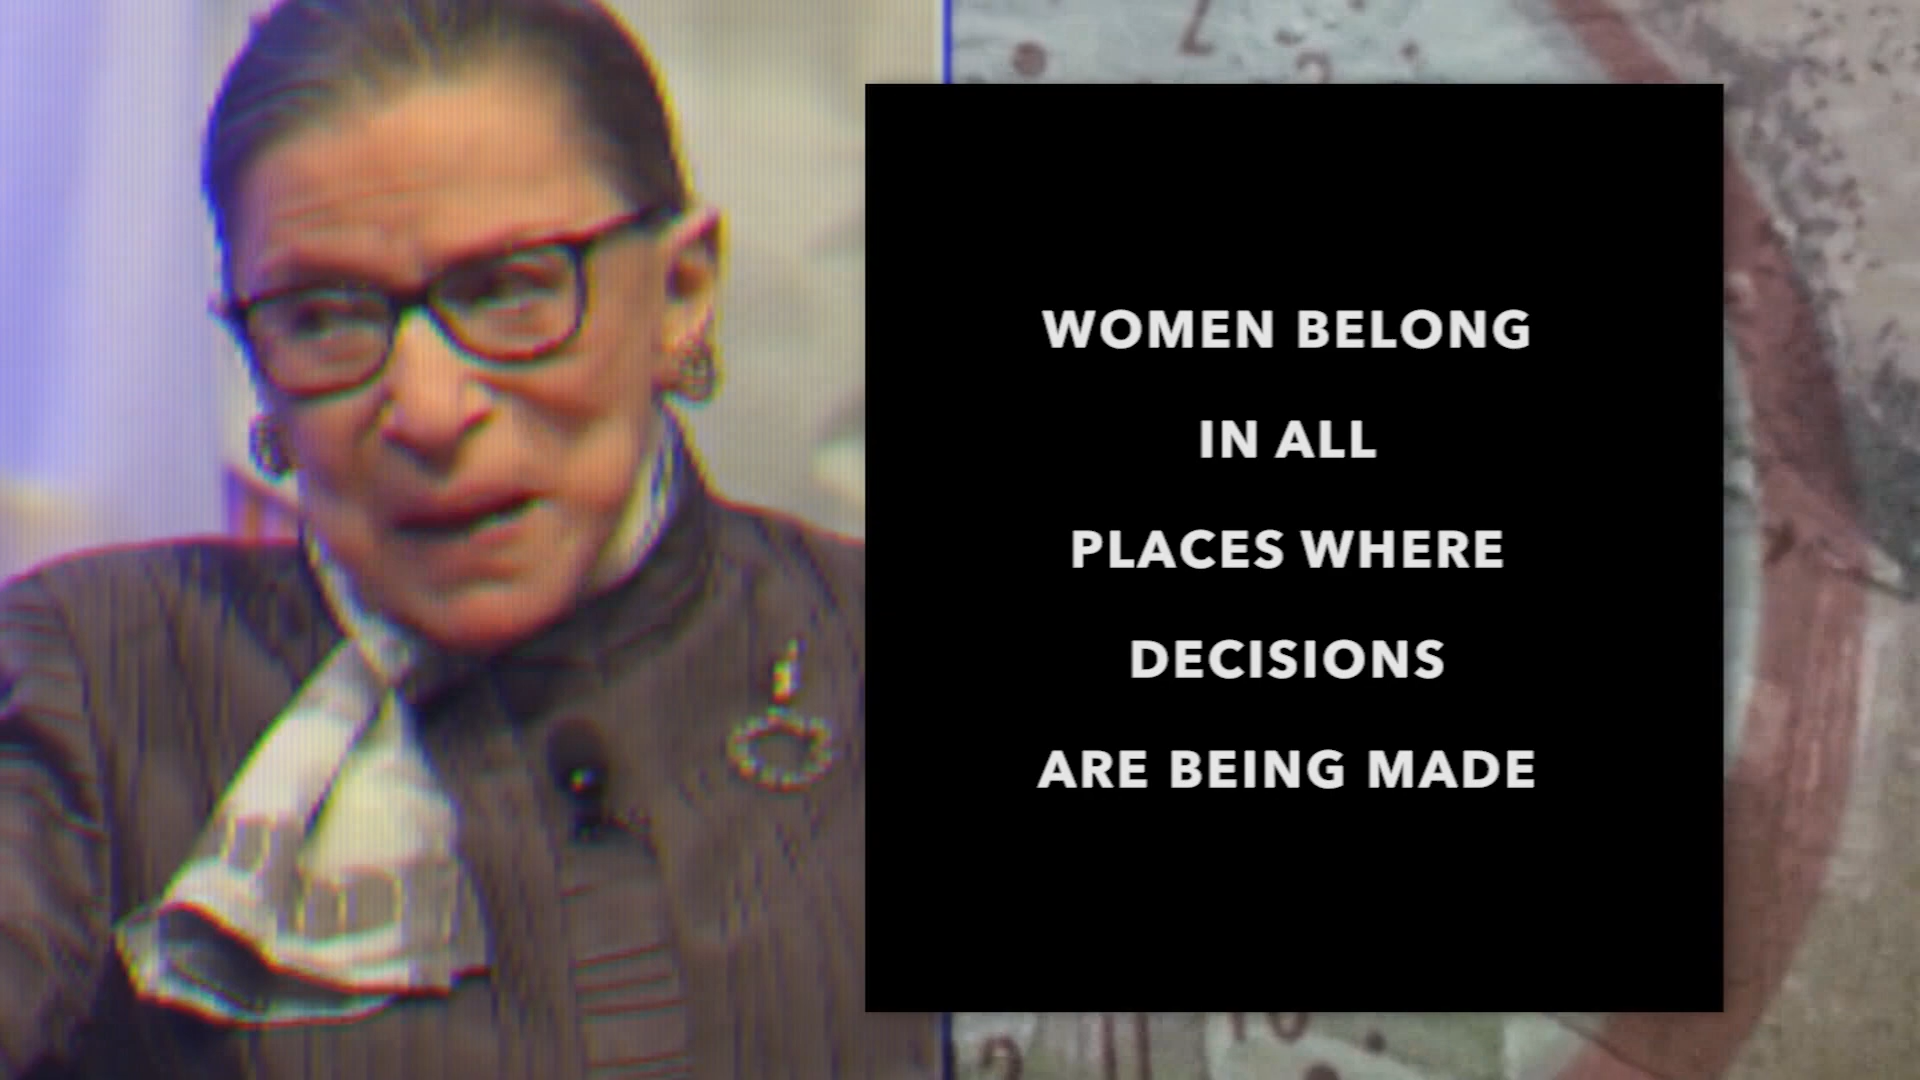 WOMEN BELONG
IN ALL
PLACES WHERE
DECISIONS
ARE BEING MADE